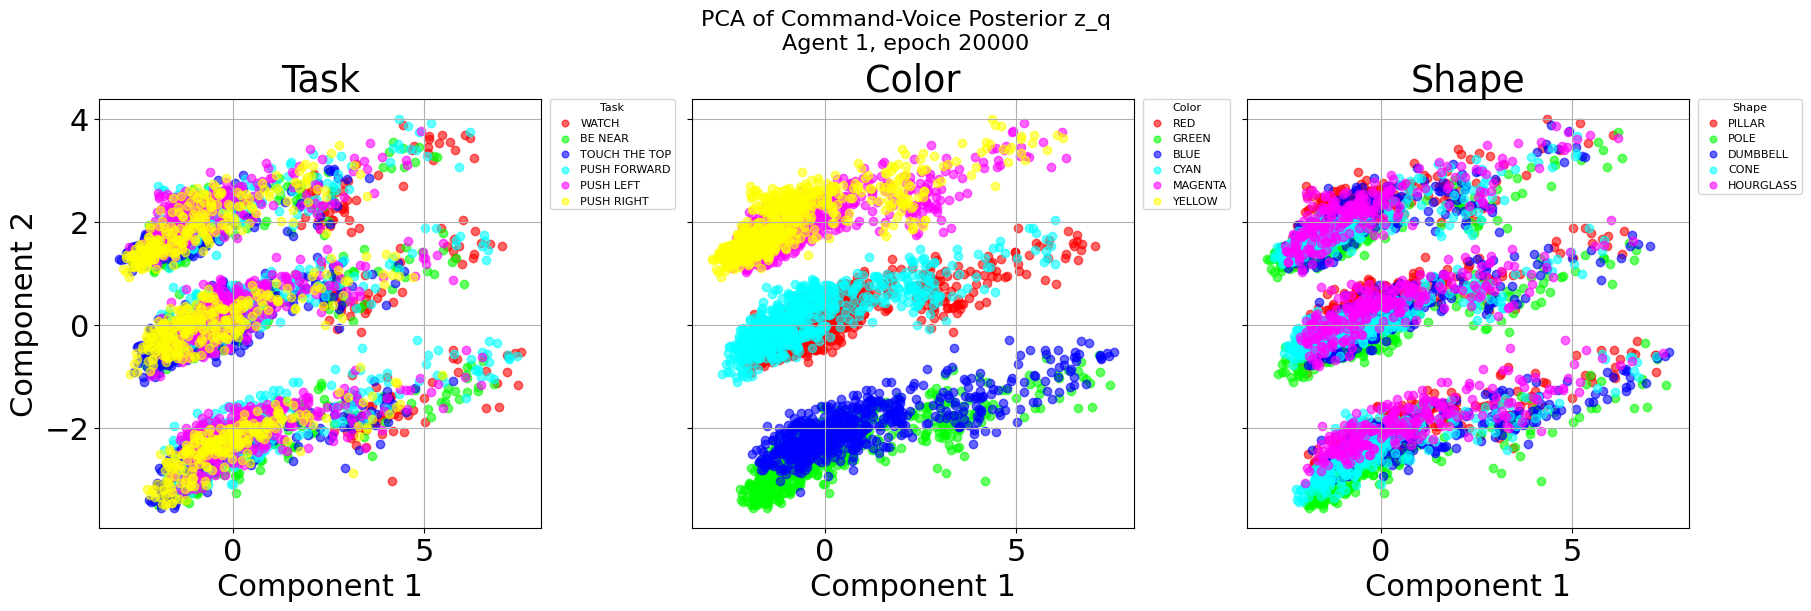 PCA of Command-Voice Posterior z_q
Agent 1, epoch 20000
Task
Component 2
4
2
0
−2
0
5
Component 1
Task
WATCH
BE NEAR
TOUCH THE TOP
PUSH FORWARD
PUSH LEFT
PUSH RIGHT
Color
0
5
Component 1
Color
RED
GREEN
BLUE
CYAN
MAGENTA
YELLOW
Shape
0
5
Component 1
Shape
PILLAR
POLE
DUMBBELL
CONE
HOURGLASS